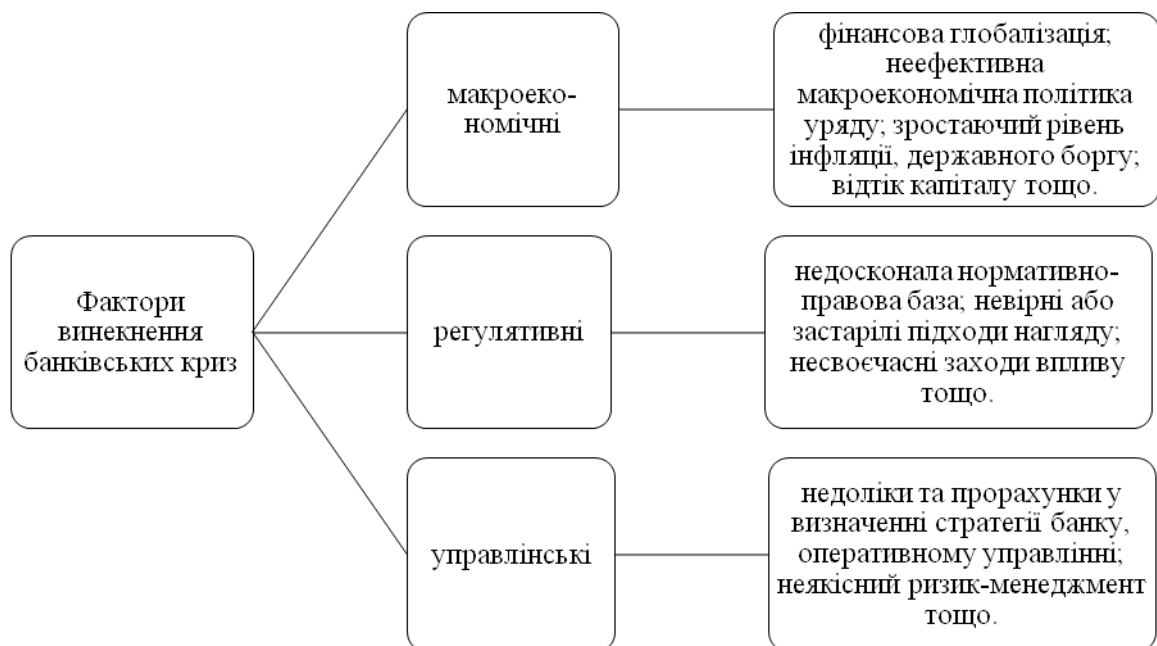 Фактори
винекнення
банківських криз
макроеко-
номічні
фінансова глобалізація;
неефективна
макроекономічна політика
уряду; зростаючий рівень
інфляції, державного боргу;
відтік капіталу тощо.
регулятивні
недосконала нормативно-
правова база; невірні або
застарілі підходи нагляду;
несвоєчасні заходи впливу
тощо.
управлінські
недоліки та прорахунки у
визначенні стратегії банку,
оперативному управлінні;
неякісний ризик-менеджмент
тощо.